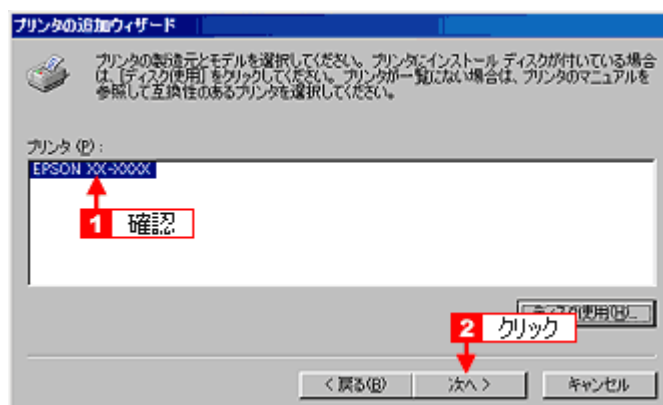 プリンタの追加ウィザード
プリンタの製造元とモデルを選択してください。プリンタにインストール ディスクが付いている場合
は、[ディスク使用] をクリックしてください。プリンタが一覧にない場合は、プリンタのマニュアルを
参照して互換性のあるプリンタを選択してください。
プリンタ (P) :
EPSON XX-XXXX
1 確認
ディスク使用(H)...
2 クリック
< 戻る(B)
次へ >
キャンセル